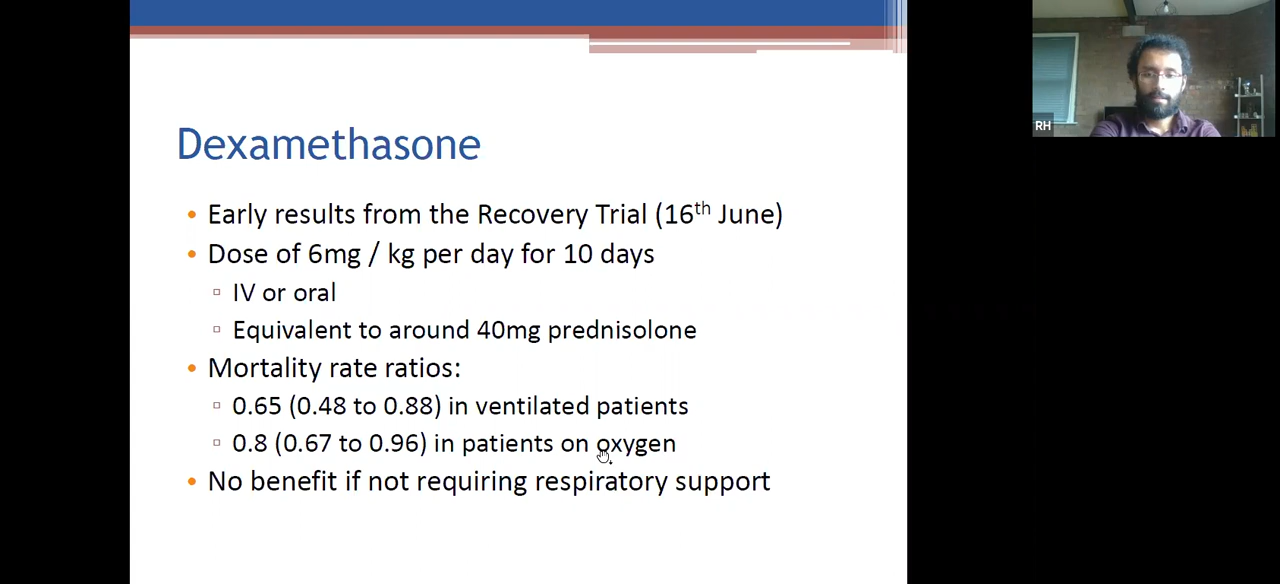 Dexamethasone
• Early results from the Recovery Trial (16th June)
• Dose of 6mg / kg per day for 10 days
▫ IV or oral
▫ Equivalent to around 40mg prednisolone
• Mortality rate ratios:
▫ 0.65 (0.48 to 0.88) in ventilated patients
▫ 0.8 (0.67 to 0.96) in patients on oxygen
• No benefit if not requiring respiratory support
RH